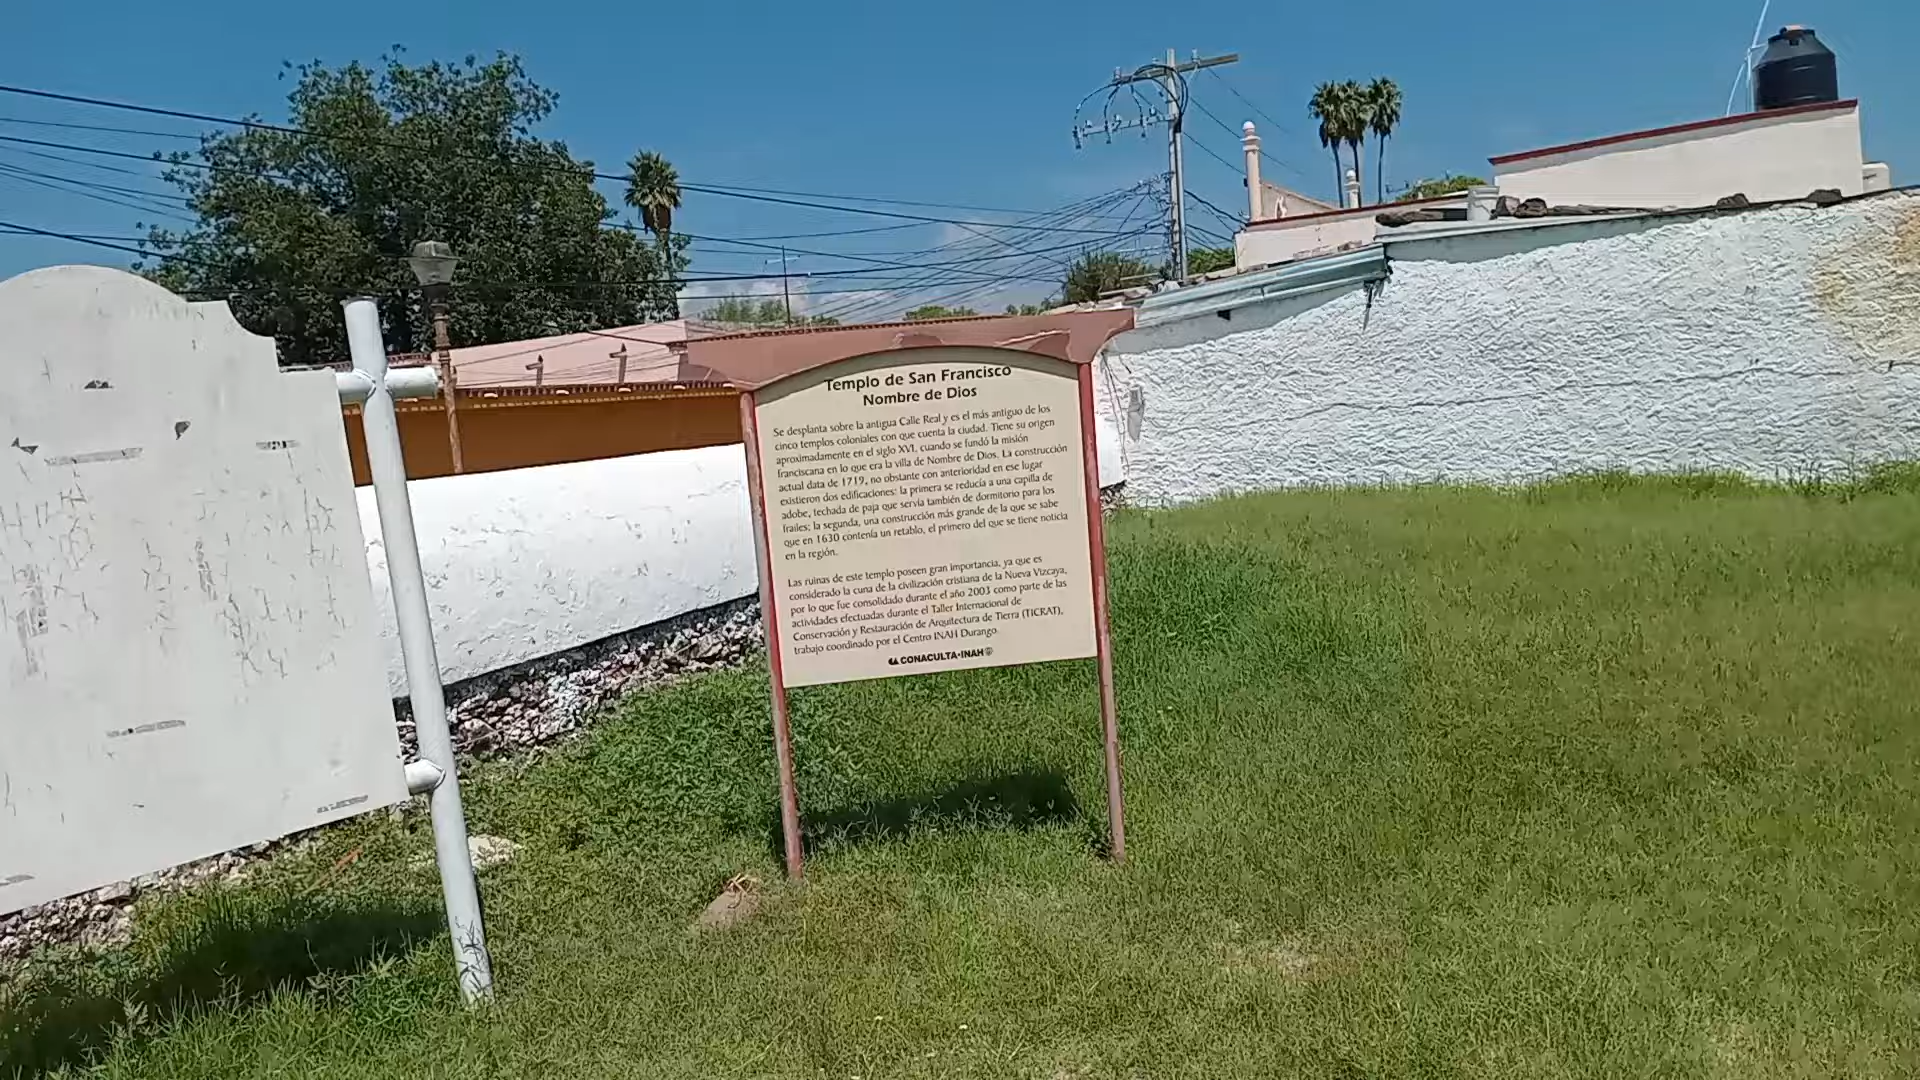 Templo de San Francisco
Nombre de Dios
Se desplanta sobre la antigua Calle Real y es el más antiguo de los
cinco templos coloniales con que cuenta la ciudad. Tiene su origen
aproximadamente en el siglo XVI, cuando se fundó la misión
franciscana en lo que era la villa de Nombre de Dios. La construcción
actual data de 1719, no obstante con anterioridad en ese lugar
existieron dos edificaciones: la primera se reducía a una capilla de
adobe, techada de paja que servía también de dormitorio para los
frailes; la segunda, una construcción más grande de la que se sabe
que en 1630 contenía un retablo, el primero del que se tiene noticia
en la región.
Las ruinas de este templo poseen gran importancia, ya que es
considerado la cuna de la civilización cristiana de la Nueva Vizcaya,
por lo que fue consolidado durante el año 2003 como parte de las
actividades efectuadas durante el Taller Internacional de
Conservación y Restauración de Arquitectura de Tierra (TICRAT),
trabajo coordinado por el Centro INAH Durango.
CONACULTA·INAH